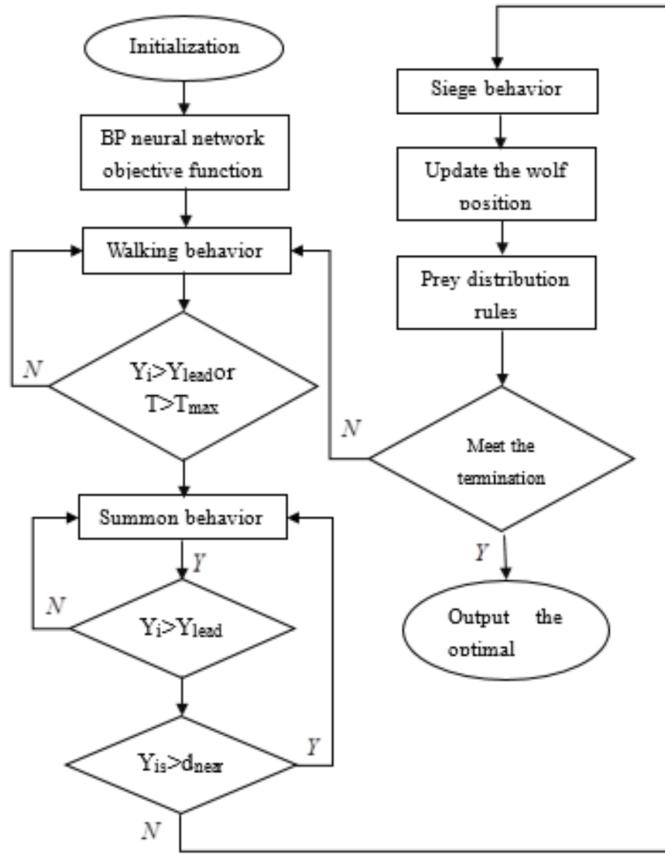 Initialization
BP neural network
objective function
Walking behavior
N
Yi>Yleador
T>Tmax
Summon behavior
Y
N
Yi>Ylead
Yis>dnear
Y
N
Siege behavior
Update the wolf
position
Prey distribution
rules
N
Meet the
termination
Y
Output the
optimal